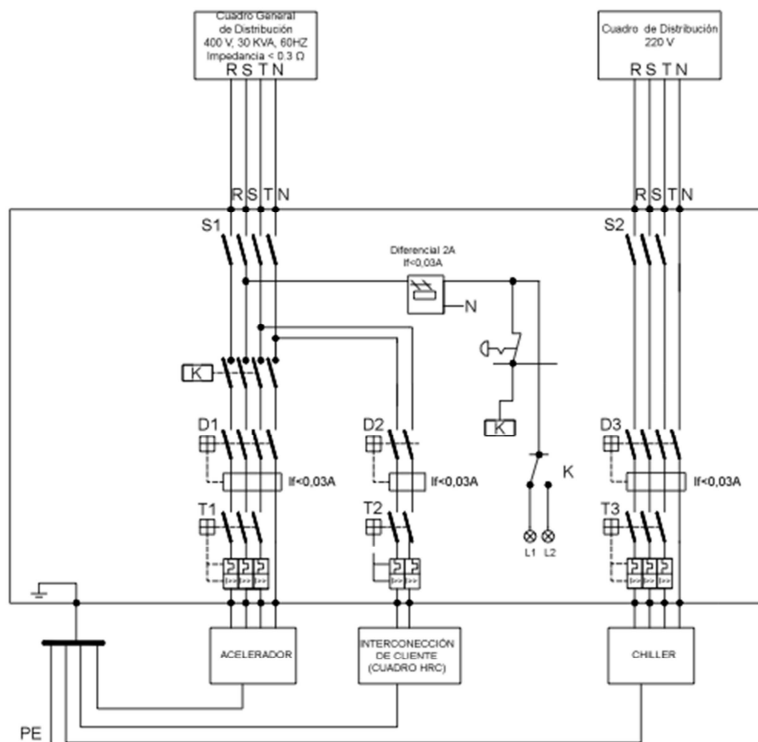 Cuadro General
de Distribución
400 V, 30 KVA, 60HZ
Impedancia < 0.3 Ω
R S T N
Cuadro de Distribución
220 V
R S T N
R S T N
R S T N
S1
S2
Diferencial 2A
If<0,03A
N
K
K
D1
D2
D3
If<0,03A
If<0,03A
If<0,03A
K
T1
T2
T3
L1 L2
ACELERADOR
INTERCONECCIÓN
DE CLIENTE
(CUADRO HRC)
CHILLER
PE